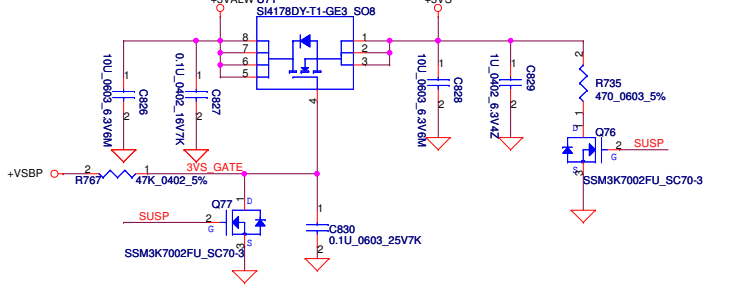 SI4178DY-T1-GE3_SO8
8
7
6
5
1
2
3
4
10U_0603_6.3V6M
1
2
C826
0.1U_0402_16V7K
1
2
C827
10U_0603_6.3V6M
1
2
C828
1U_0402_6.3V4Z
1
2
C829
2
1
R735
470_0603_5%
D
1
Q76
2
G
SUSP
S
3
SSM3K7002FU_SC70-3
+VSBP
2
1
R767
47K_0402_5%
3VS_GATE
SUSP
2
G
Q77
1
D
3
S
SSM3K7002FU_SC70-3
1
2
C830
0.1U_0603_25V7K